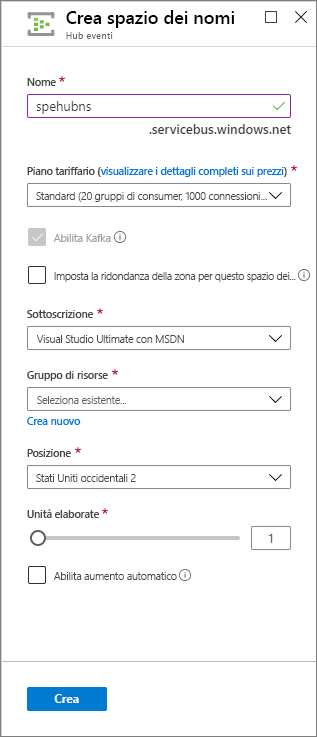 Crea spazio dei nomi
Hub eventi
Nome *
spehubns
.servicebus.windows.net
Piano tariffario (visualizzare i dettagli completi sui prezzi) *
Standard (20 gruppi di consumer, 1000 connessioni...
Abilita Kafka
Imposta la ridondanza della zona per questo spazio dei...
Sottoscrizione *
Visual Studio Ultimate con MSDN
Gruppo di risorse *
Seleziona esistente...
Crea nuovo
Posizione *
Stati Uniti occidentali 2
Unità elaborate *
1
Abilita aumento automatico
Crea